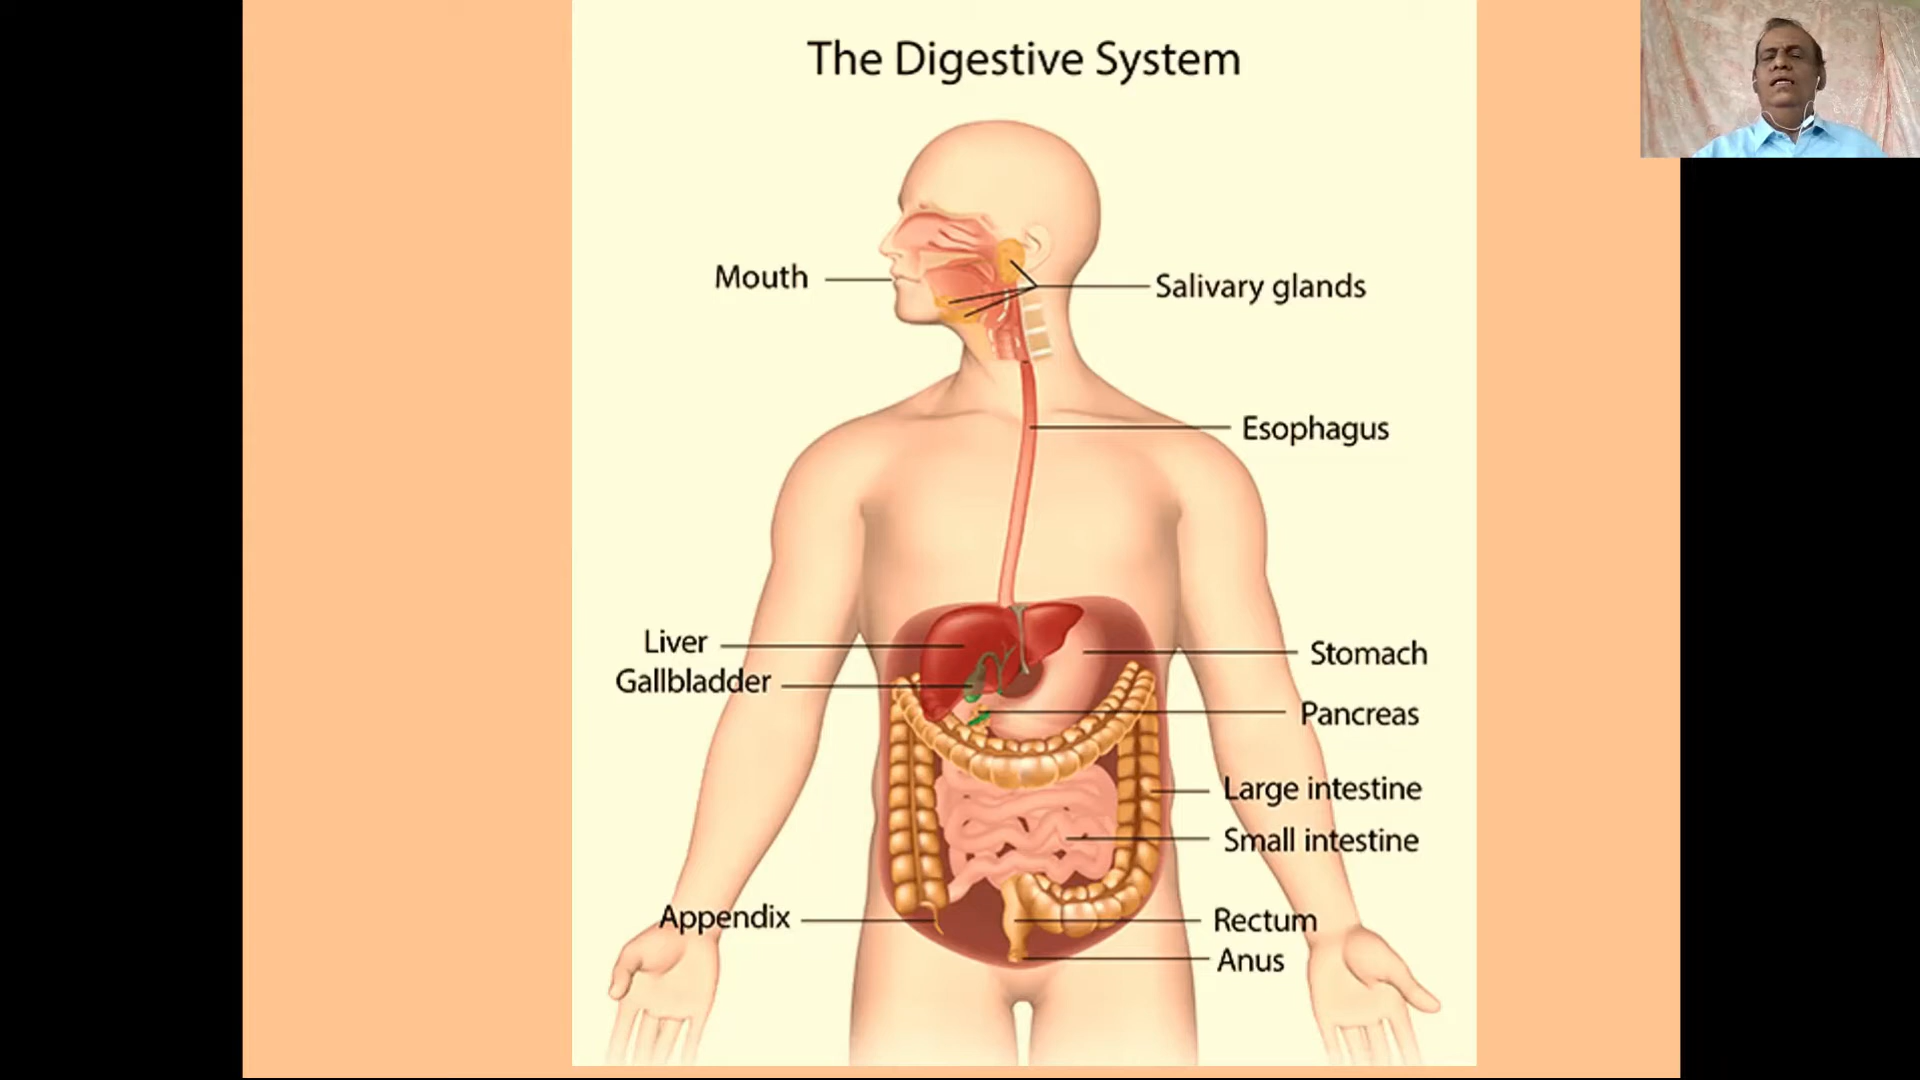 The Digestive System
Mouth
Salivary glands
Esophagus
Liver
Stomach
Gallbladder
Pancreas
Large intestine
Small intestine
Appendix
Rectum
Anus